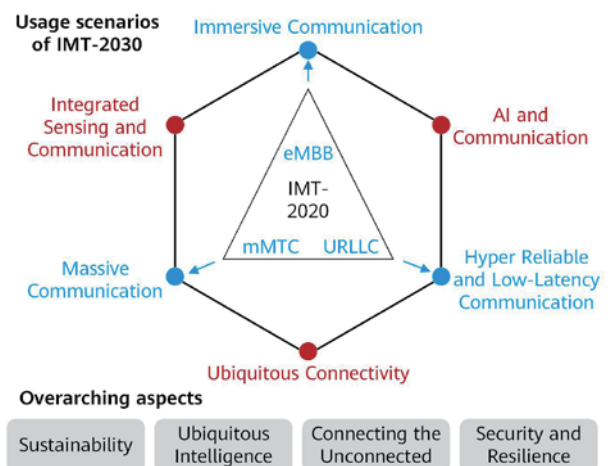 Usage scenarios
of IMT-2030
Immersive Communication
Integrated
Sensing and
Communication
AI and
Communication
eMBB
IMT-
2020
mMTC URLLC
Massive
Communication
Hyper Reliable
and Low-Latency
Communication
Ubiquitous Connectivity
Overarching aspects
Sustainability
Ubiquitous
Intelligence
Connecting the
Unconnected
Security and
Resilience